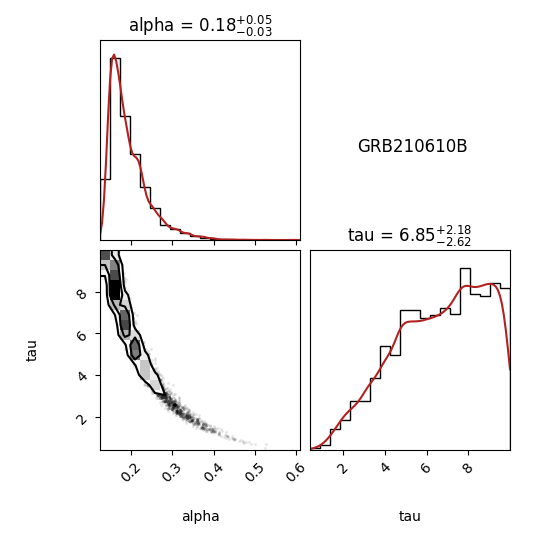 alpha = 0.18+0.05−0.03
GRB210610B
tau = 6.85+2.18−2.62
tau
8
6
4
2
0.2 0.3 0.4 0.5 0.6
2 4 6 8
alpha
tau